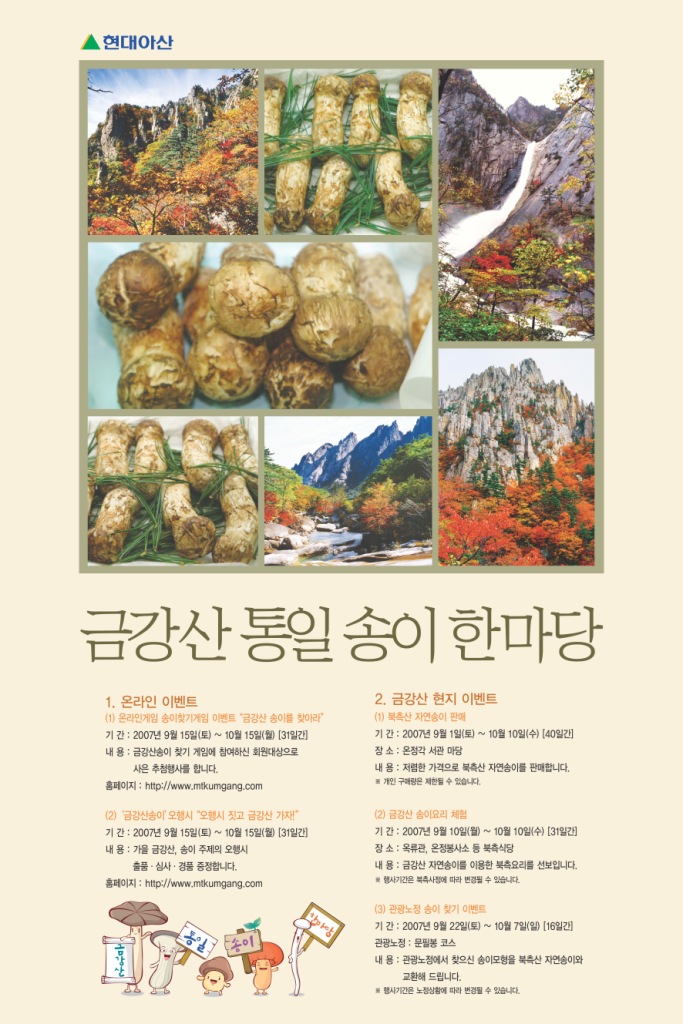 현대아산
금강산 통일 송이 한마당
1. 온라인 이벤트
(1) 온라인게임 송이찾기게임 이벤트 "금강산 송이를 찾아라"
기 간 : 2007년 9월 15일(토) ~ 10월 15일(월) [31일간]
내 용 : 금강산송이 찾기 게임에 참여하신 회원대상으로
사은 추첨행사를 합니다.
홈페이지 : http://www.mtkumgang.com
(2) '금강산송이' 오행시 "오행시 짓고 금강산 가자!"
기 간 : 2007년 9월 15일(토) ~ 10월 15일(월) [31일간]
내 용 : 가을 금강산, 송이 주제의 오행시
출품 · 심사 · 경품 증정합니다.
홈페이지 : http://www.mtkumgang.com
금강산
통일
송이
한마당
2. 금강산 현지 이벤트
(1) 북측산 자연송이 판매
기 간 : 2007년 9월 1일(토) ~ 10월 10일(수) [40일간]
장 소 : 온정각 서관 마당
내 용 : 저렴한 가격으로 북측산 자연송이를 판매합니다.
※ 개인 구매량은 제한될 수 있습니다.
(2) 금강산 송이요리 체험
기 간 : 2007년 9월 10일(월) ~ 10월 10일(수) [31일간]
장 소 : 옥류관, 온정봉사소 등 북측식당
내 용 : 금강산 자연송이를 이용한 북측요리를 선보입니다.
※ 행사기간은 북측사정에 따라 변경될 수 있습니다.
(3) 관광노정 송이 찾기 이벤트
기 간 : 2007년 9월 22일(토) ~ 10월 7일(일) [16일간]
관광노정 : 문필봉 코스
내 용 : 관광노정에서 찾으신 송이모형을 북측산 자연송이와
교환해 드립니다.
※ 행사기간은 노정상황에 따라 변경될 수 있습니다.